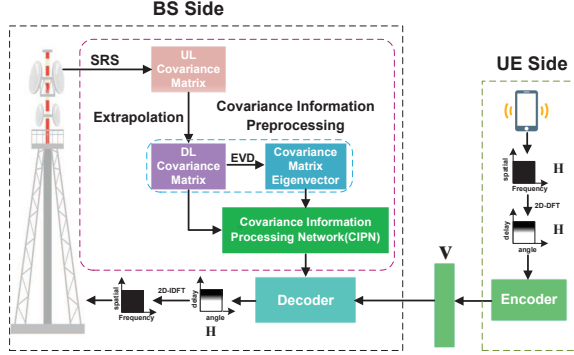 BS Side
SRS
UL
Covariance
Matrix
Extrapolation
Covariance Information
Preprocessing
DL
Covariance
Matrix
EVD
Covariance
Matrix
Eigenvector
Covariance Information
Processing Network(CIPN)
Decoder
spatial
Frequency
2D-IDFT
delay
angle
H
V
UE Side
spatial
Frequency
H
2D-DFT
delay
angle
H
Encoder